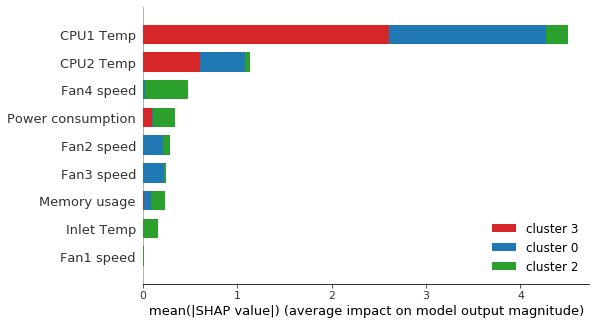 CPU1 Temp
CPU2 Temp
Fan4 speed
Power consumption
Fan2 speed
Fan3 speed
Memory usage
Inlet Temp
Fan1 speed
cluster 3
cluster 0
cluster 2
0 1 2 3 4
mean(|SHAP value|) (average impact on model output magnitude)